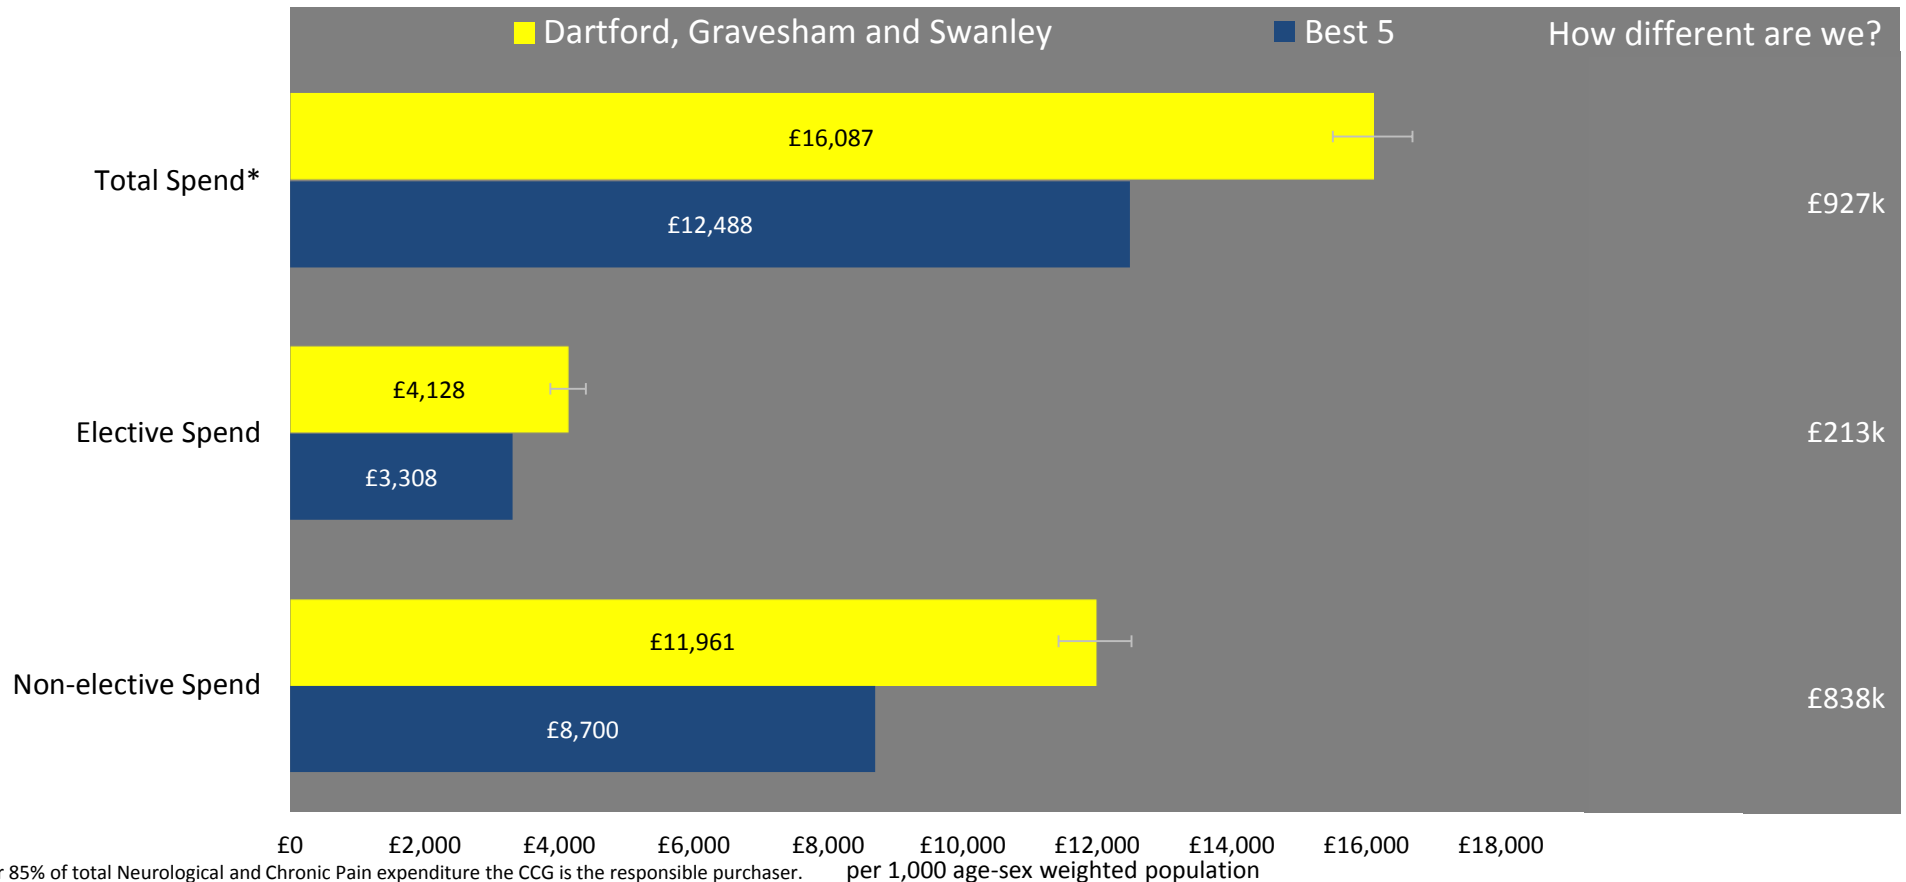 Dartford, Gravesham and Swanley
Best 5
How different are we?
Total Spend*
£16,087
£12,488
£927k
Elective Spend
£4,128
£3,308
£213k
Non-elective Spend
£11,961
£8,700
£838k
£0 £2,000 £4,000 £6,000 £8,000 £10,000 £12,000 £14,000 £16,000 £18,000
85% of total Neurological and Chronic Pain expenditure the CCG is the responsible purchaser.
per 1,000 age-sex weighted population